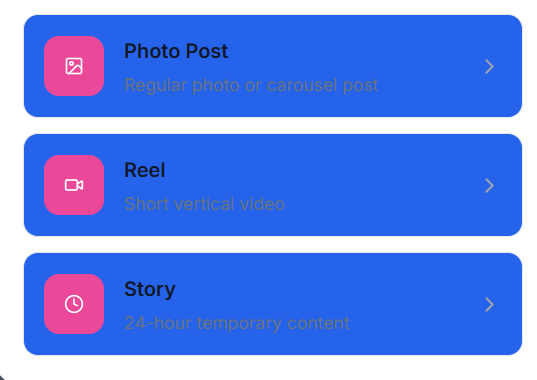 Photo Post
Regular photo or carousel post
Reel
Short vertical video
Story
24-hour temporary content